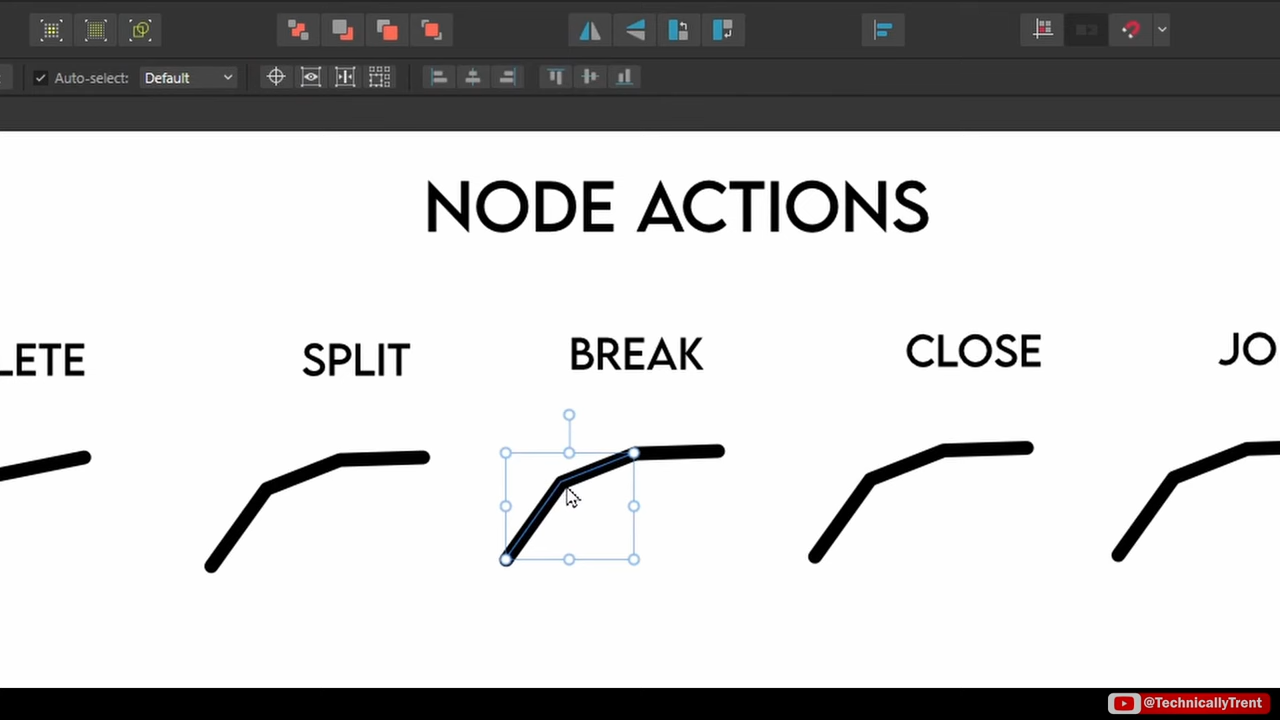 Auto-select: Default
NODE ACTIONS
LETE SPLIT BREAK CLOSE JO
@TechnicallyTrent